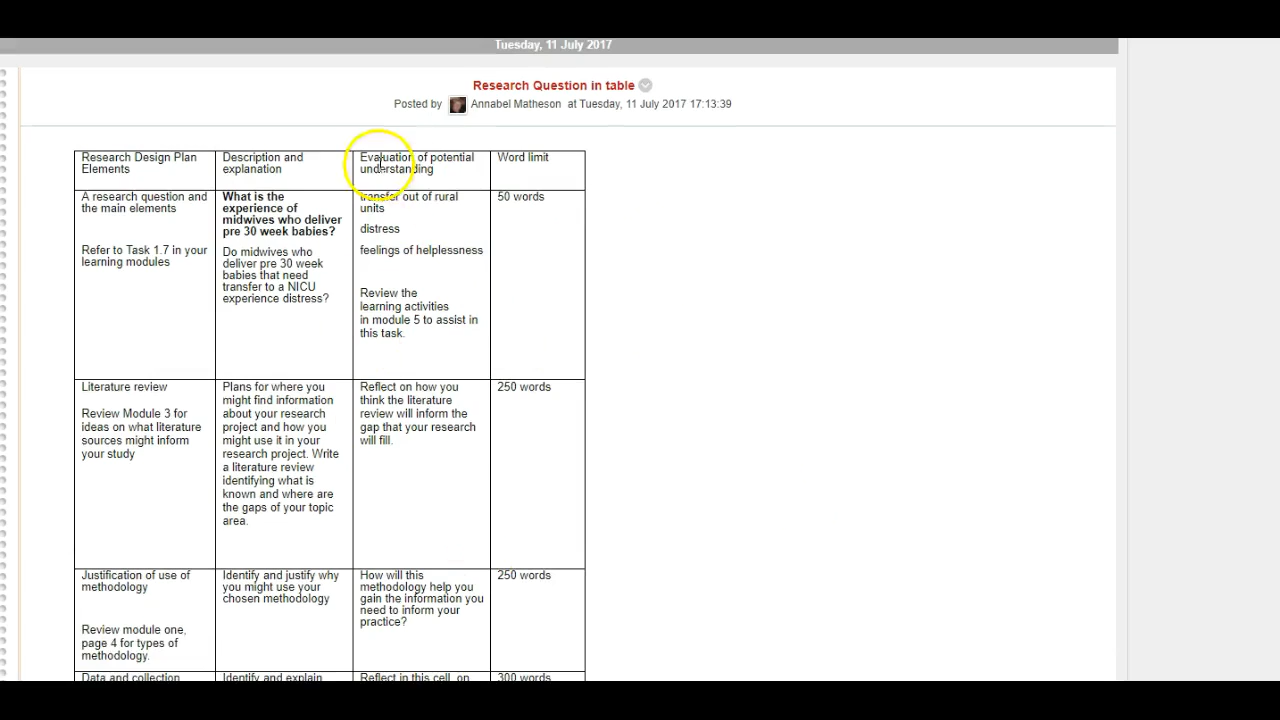 Tuesday, 11 July 2017
Research Question in table
Posted by Annabel Matheson at Tuesday, 11 July 2017 17:13:39
Research Design Plan
Elements
Description and
explanation
Evaluation of potential
understanding
Word limit
A research question and
the main elements
Refer to Task 1.7 in your
learning modules
What is the
experience of
midwives who deliver
pre 30 week babies?
Do midwives who
deliver pre 30 week
babies that need
transfer to a NICU
experience distress?
transfer out of rural
units
distress
feelings of helplessness
Review the
learning activities
in module 5 to assist in
this task.
50 words
Literature review
Review Module 3 for
ideas on what literature
sources might inform
your study
Plans for where you
might find information
about your research
project and how you
might use it in your
research project. Write
a literature review
identifying what is
known and where are
the gaps of your topic
area.
Reflect on how you
think the literature
review will inform the
gap that your research
will fill.
250 words
Justification of use of
methodology
Review module one,
page 4 for types of
methodology.
Identify and justify why
you might use your
chosen methodology
How will this
methodology help you
gain the information you
need to inform your
practice?
250 words
Data and collection
Identify and explain
Reflect in this cell, on
300 words